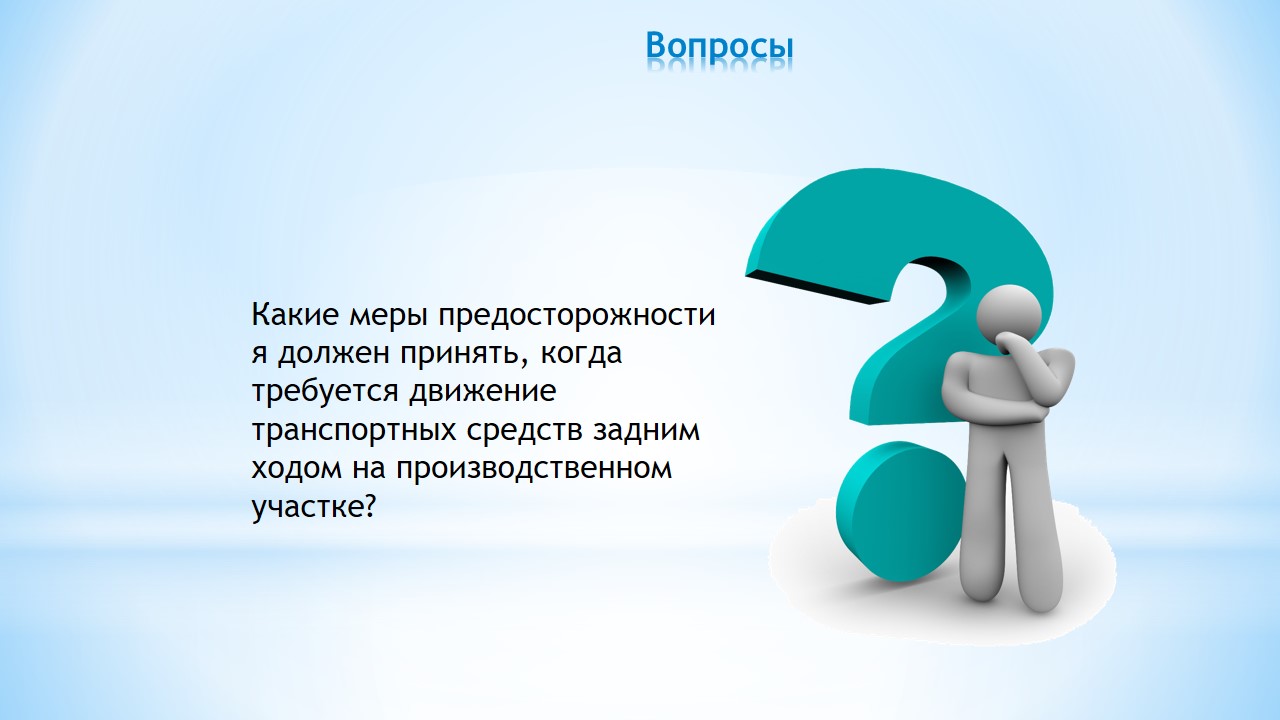 Вопросы
Какие меры предосторожности
я должен принять, когда
требуется движение
транспортных средств задним
ходом на производственном
участке?